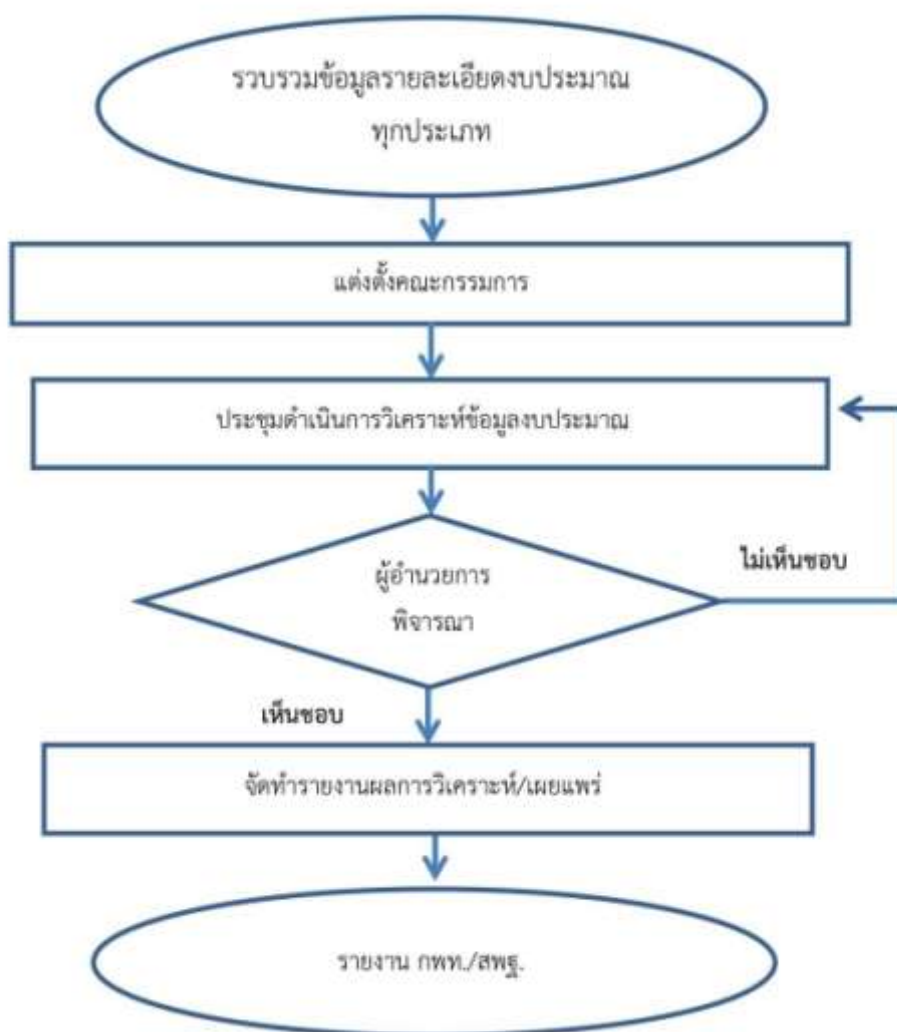 รวบรวมข้อมูลรายละเอียดงบประมาณ
ทุกประเภท
แต่งตั้งคณะกรรมการ
ประชุมดำเนินการวิเคราะห์ข้อมูลงบประมาณ
ผู้อำนวยการ
พิจารณา
ไม่เห็นชอบ
เห็นชอบ
จัดทำรายงานผลการวิเคราะห์/เผยแพร่
รายงาน กพท./สพฐ.